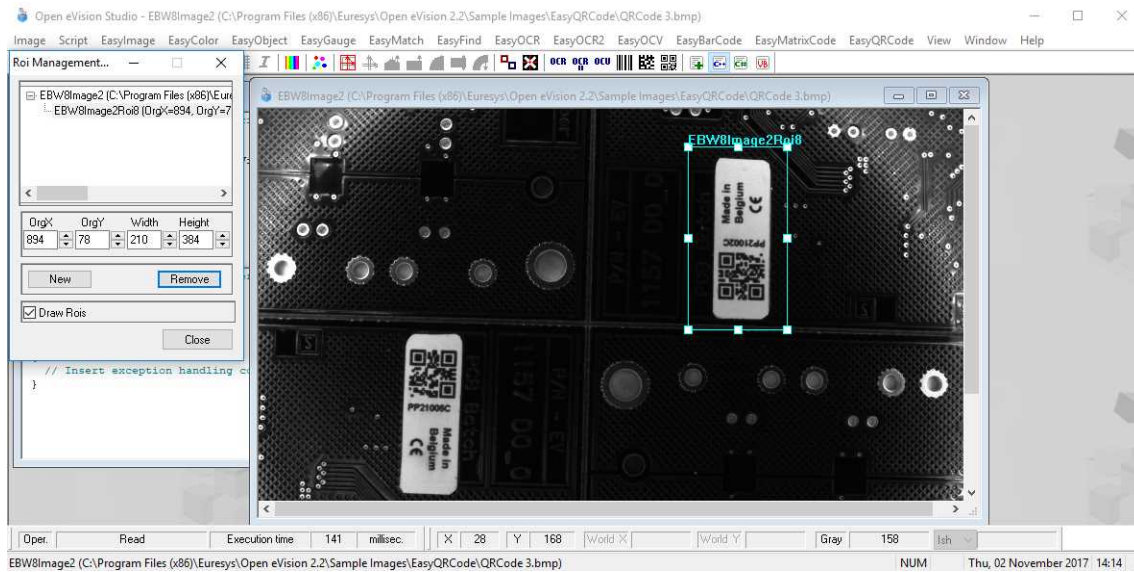 Open eVision Studio - EBW8Image2 (C:\Program Files (x86)\Euresys\Open eVision 2.2\Sample Images\EasyQRCode\QRCode 3.bmp)
Image Script EasyImage EasyColor EasyObject EasyGauge EasyMatch EasyFind EasyOCR EasyOCR2 EasyOCV EasyBarCode EasyMatrixCode EasyQRCode View Window Help
Roi Management...
EBW8Image2 (C:\Program Files (x86)\Eure
EBW8Image2Roi8 (OrgX=894, OrgY=7
OrgX OrgY Width Height
894 78 210 384
New Remove
Draw Rois
Close
// Insert exception handling co
}
EBW8Image2 (C:\Program Files (x86)\Euresys\Open eVision 2.2\Sample Images\EasyQRCode\QRCode 3.bmp)
EBW8Image2Roi8
Made in
Belgium
CE
PP21002C
PP21006C
Made in
Belgium
CE
Oper. Read Execution time 141 millisec. X 28 Y 168 World X World Y Gray 158 lsh
EBW8Image2 (C:\Program Files (x86)\Euresys\Open eVision 2.2\Sample Images\EasyQRCode\QRCode 3.bmp) NUM Thu, 02 November 2017 14:14